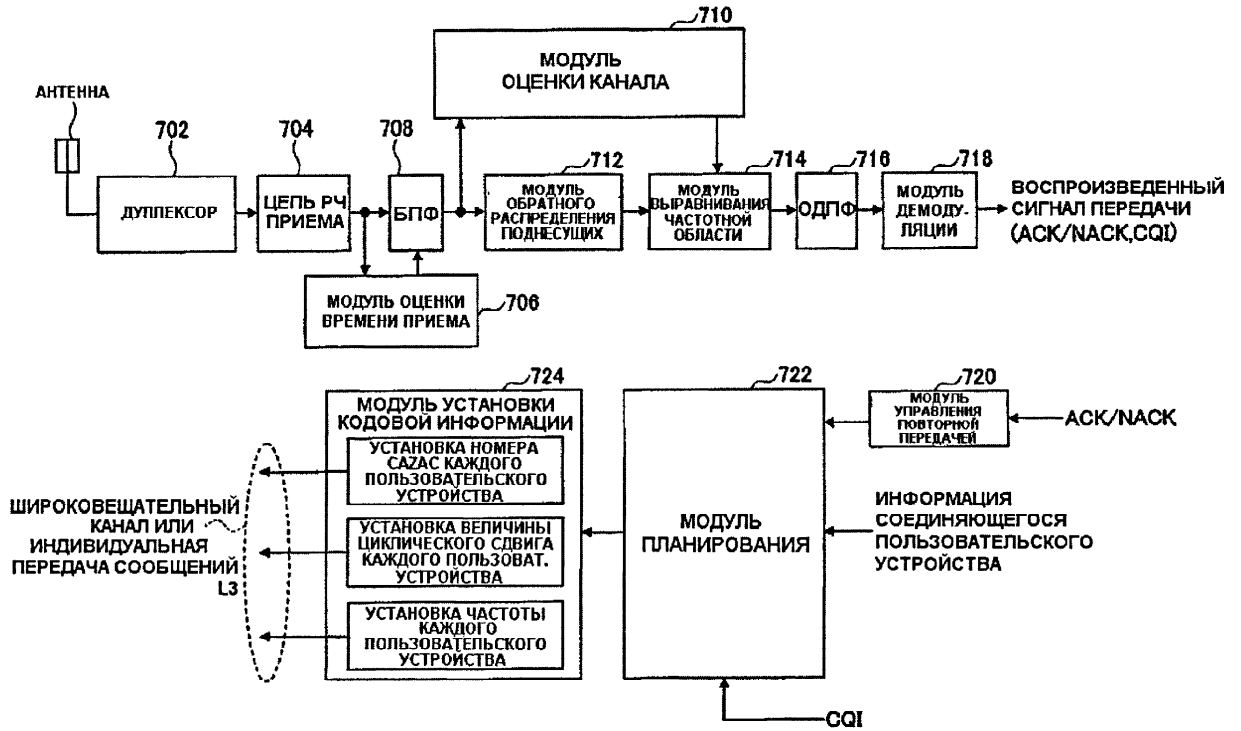 710
МОДУЛЬ
ОЦЕНКИ КАНАЛА
АНТЕННА
702
704
708
712
714
716
718
ДУПЛЕКСОР
ЦЕПЬ РЧ
ПРИЕМА
БПФ
МОДУЛЬ
ОБРАТНОГО
РАСПРЕДЕЛЕНИЯ
ПОДНЕСУЩИХ
МОДУЛЬ
ВЫРАВНИВАНИЯ
ЧАСТОТНОЙ
ОБЛАСТИ
ОДПФ
МОДУЛЬ
ДЕМОДУ-
ЛЯЦИИ
ВОСПРОИЗВЕДЕННЫЙ
СИГНАЛ ПЕРЕДАЧИ
(ACK/NACK,CQI)
МОДУЛЬ ОЦЕНКИ
ВРЕМЕНИ ПРИЕМА
706
724
722
720
МОДУЛЬ УСТАНОВКИ
КОДОВОЙ ИНФОРМАЦИИ
УСТАНОВКА НОМЕРА
CAZAC КАЖДОГО
ПОЛЬЗОВАТЕЛЬСКОГО
УСТРОЙСТВА
УСТАНОВКА ВЕЛИЧИНЫ
ЦИКЛИЧЕСКОГО СДВИГА
КАЖДОГО ПОЛЬЗОВАТ.
УСТРОЙСТВА
УСТАНОВКА ЧАСТОТЫ
КАЖДОГО
ПОЛЬЗОВАТЕЛЬСКОГО
УСТРОЙСТВА
ШИРОКОВЕЩАТЕЛЬНЫЙ
КАНАЛ ИЛИ
ИНДИВИДУАЛЬНАЯ
ПЕРЕДАЧА СООБЩЕНИЙ
L3
МОДУЛЬ
ПЛАНИРОВАНИЯ
МОДУЛЬ
УПРАВЛЕНИЯ
ПОВТОРНОЙ
ПЕРЕДАЧЕЙ
ACK/NACK
ИНФОРМАЦИЯ
СОЕДИНЯЮЩЕГОСЯ
ПОЛЬЗОВАТЕЛЬСКОГО
УСТРОЙСТВА
CQI